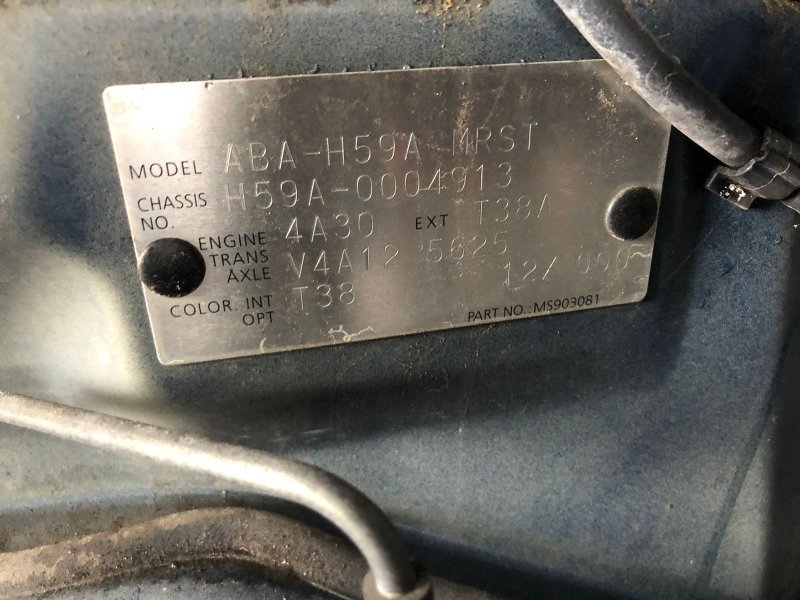 MODEL ABA-H59A-MRST
CHASSIS NO. H59A-0004913
ENGINE 4A30 EXT T38A
TRANS AXLE V4A12 5625
COLOR. INT OPT T38 12/ 000
PART NO.: MS903081